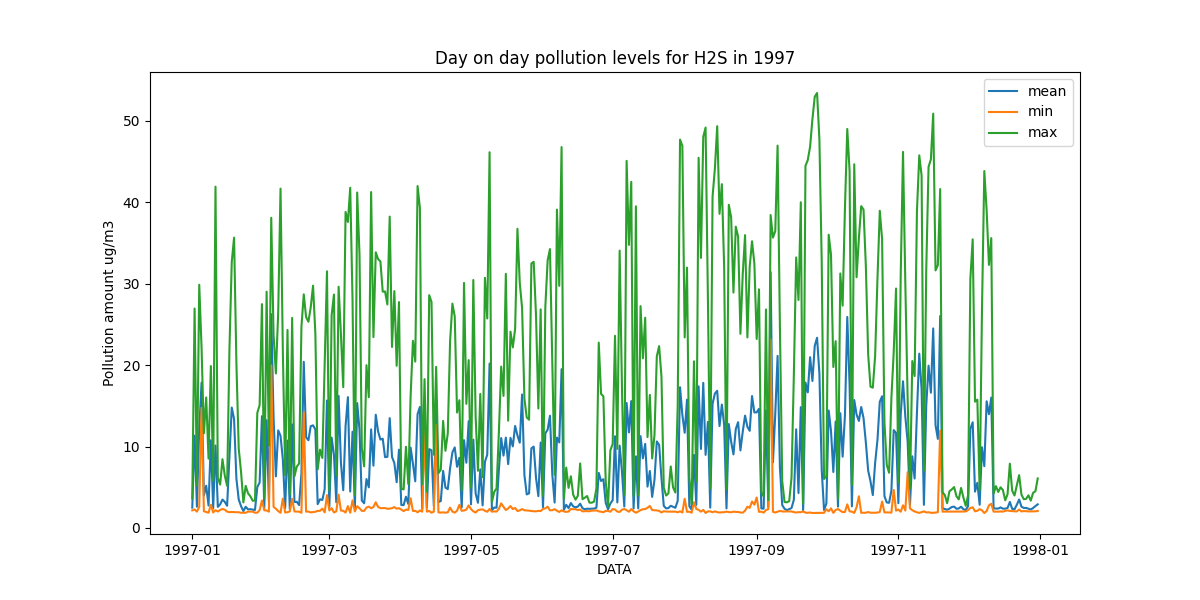 Day on day pollution levels for H2S in 1997
mean
min
max
Pollution amount ug/m3
50
40
30
20
10
0
1997-01
1997-03
1997-05
1997-07
1997-09
1997-11
1998-01
DATA